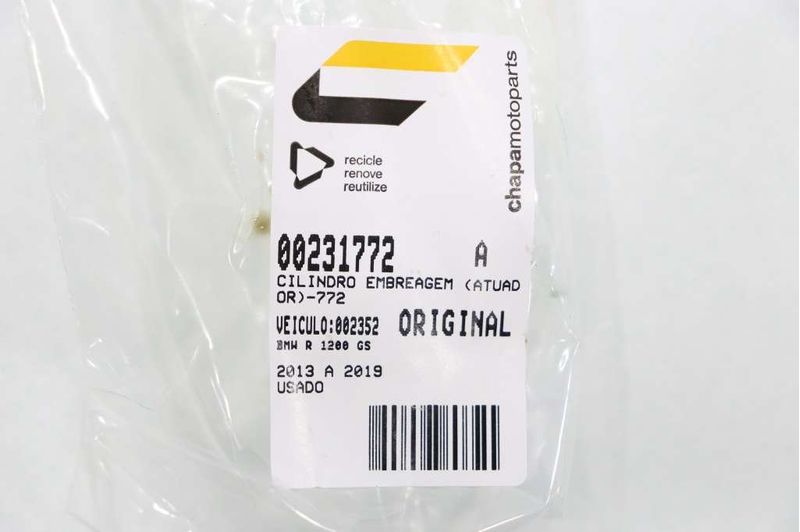 recicle
renove
reutilize
chapamotoparts
00231772 A
CILINDRO EMBREAGEM (ATUAD
OR)-772
VEICULO:002352 ORIGINAL
BMW R 1200 GS
2013 A 2019
USADO